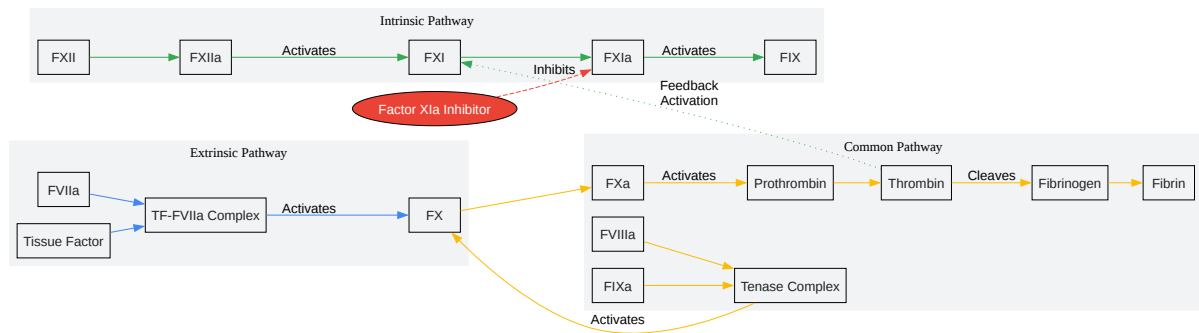 Intrinsic Pathway
FXII
FXIIa
Activates
FXI
FXIa
Activates
FIX
Inhibits
Factor XIa Inhibitor
Feedback
Activation
Extrinsic Pathway
FVIIa
Tissue Factor
TF-FVIIa Complex
Activates
FX
Common Pathway
FXa
Activates
Prothrombin
Thrombin
Cleaves
Fibrinogen
Fibrin
FVIIIa
FIXa
Tenase Complex
Activates